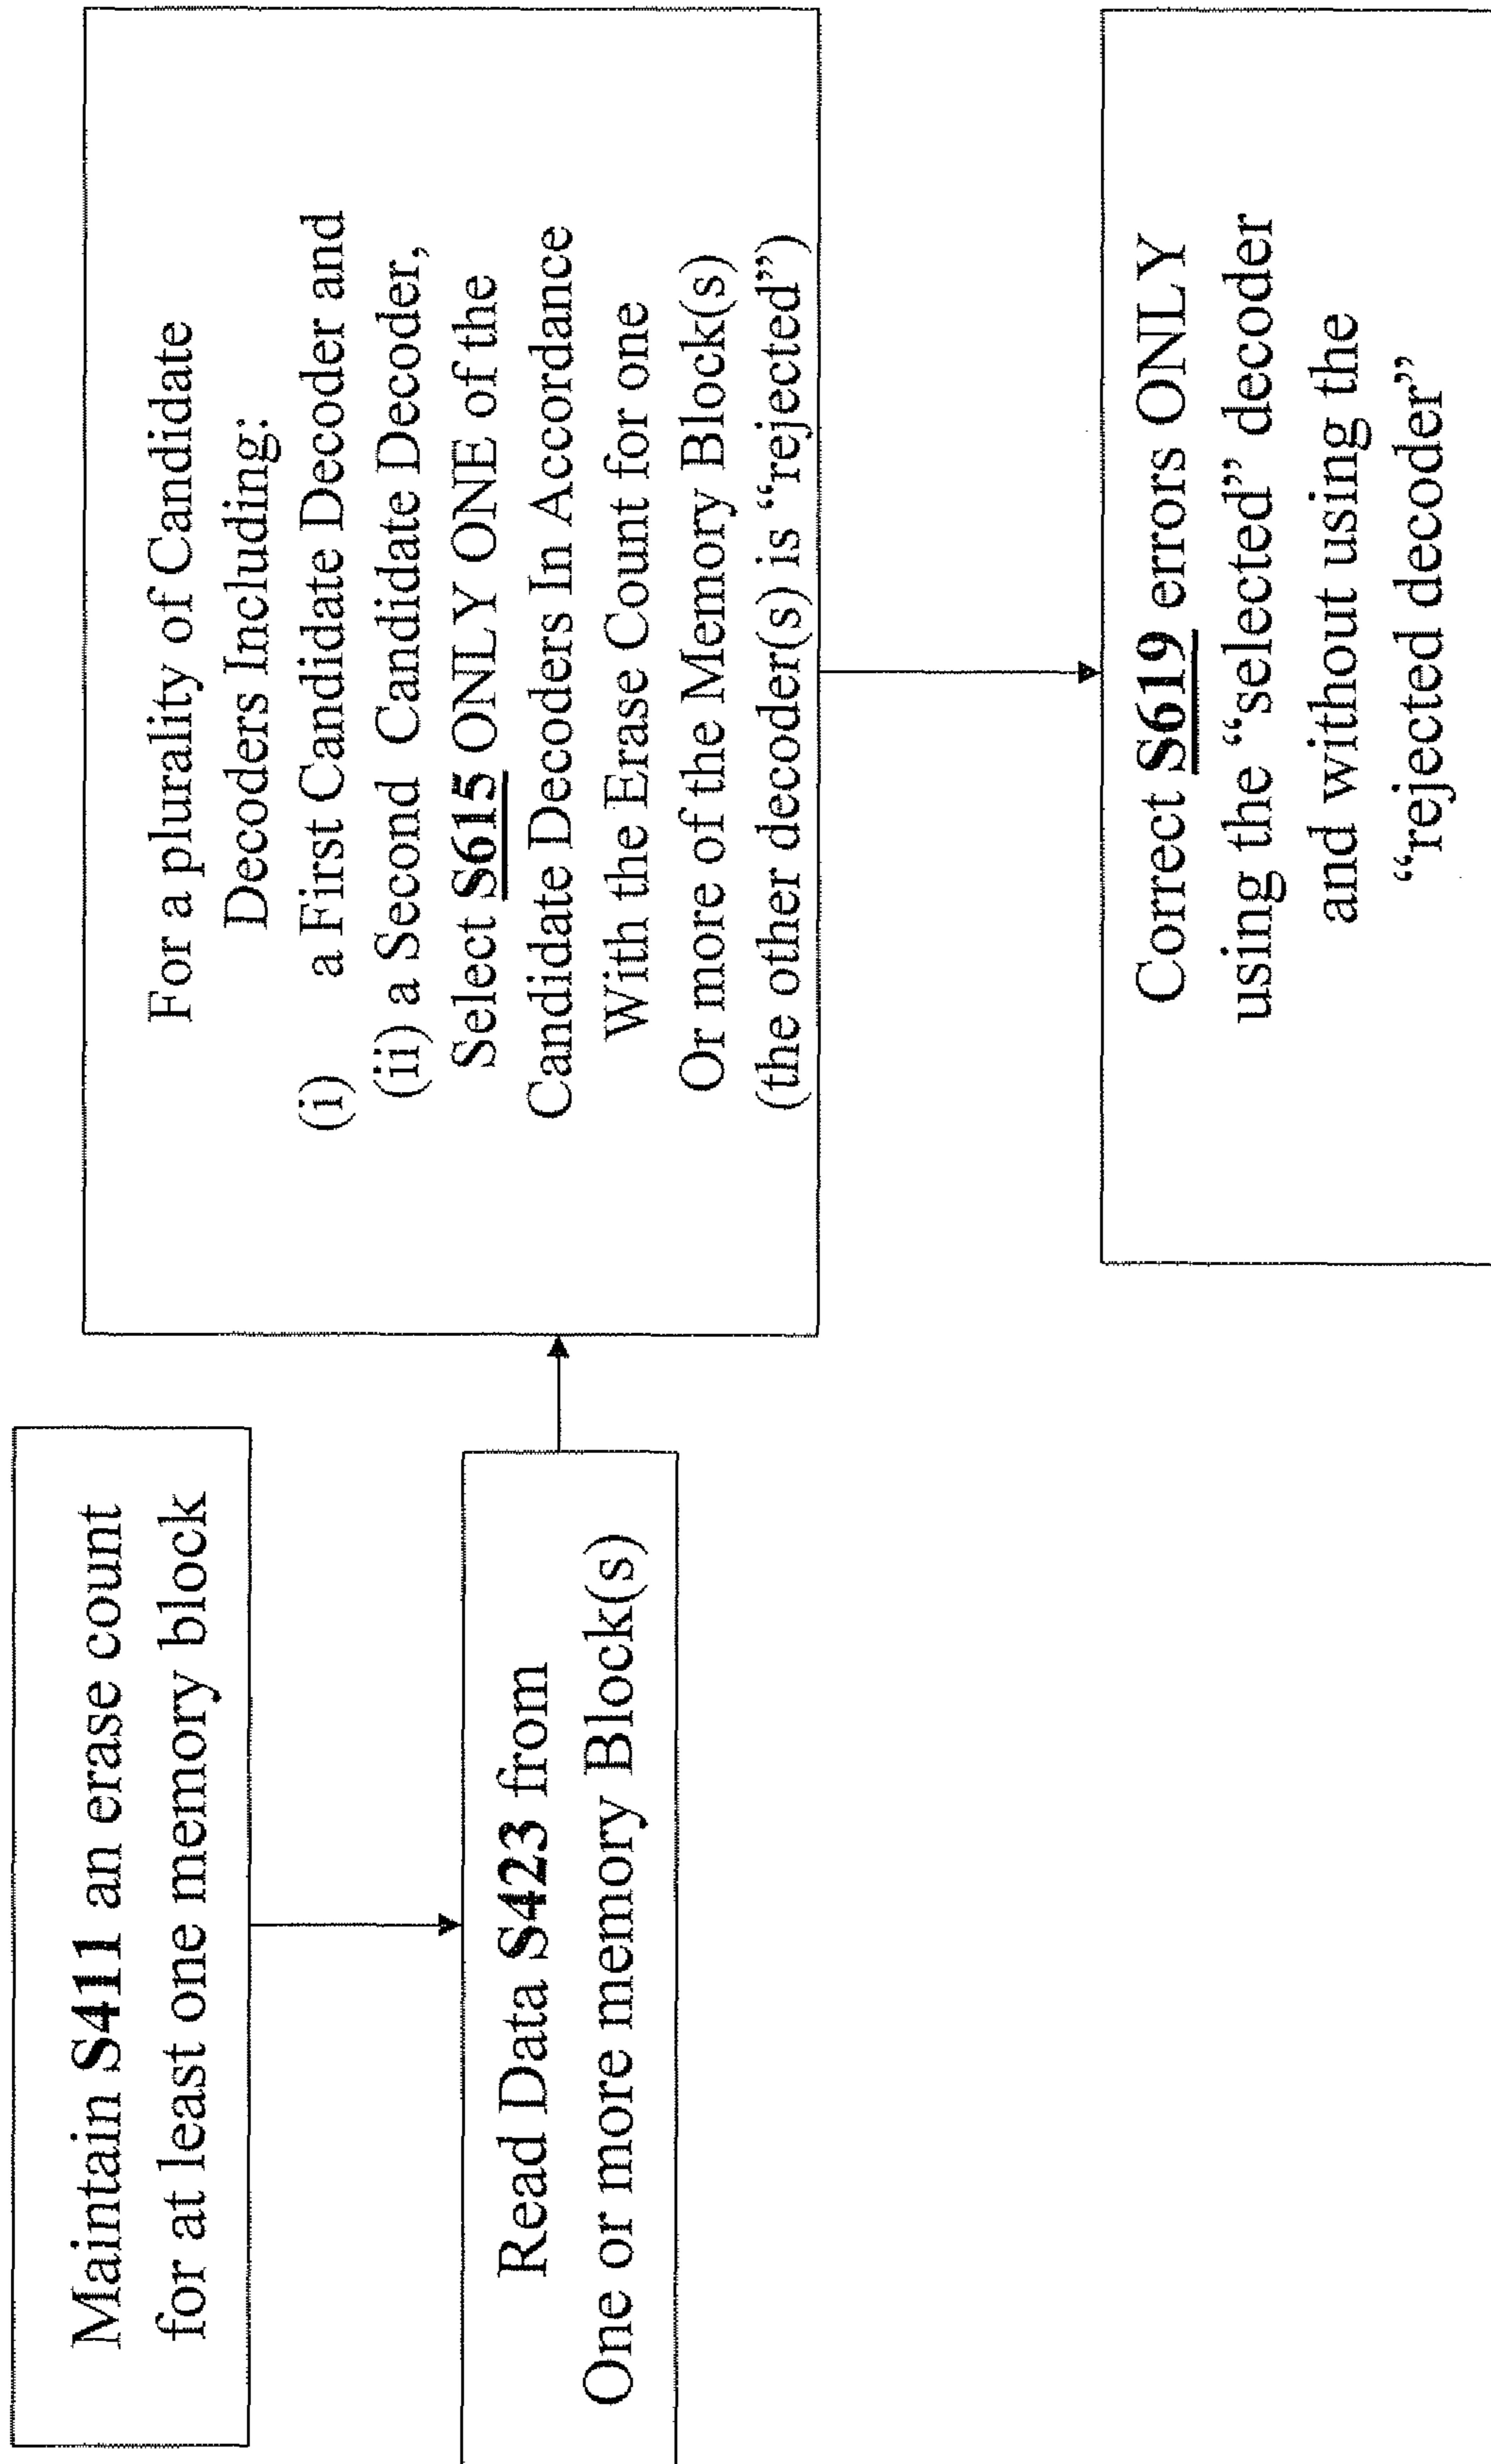 Maintain S411 an erase count
for at least one memory block
Read Data S423 from
One or more memory Block(s)
For a plurality of Candidate
Decoders Including:
(i) a First Candidate Decoder and
(ii) a Second Candidate Decoder,
Select S615 ONLY ONE of the
Candidate Decoders In Accordance
With the Erase Count for one
Or more of the Memory Block(s)
(the other decoder(s) is “rejected”)
Correct S619 errors ONLY
using the “selected” decoder
and without using the
“rejected decoder”